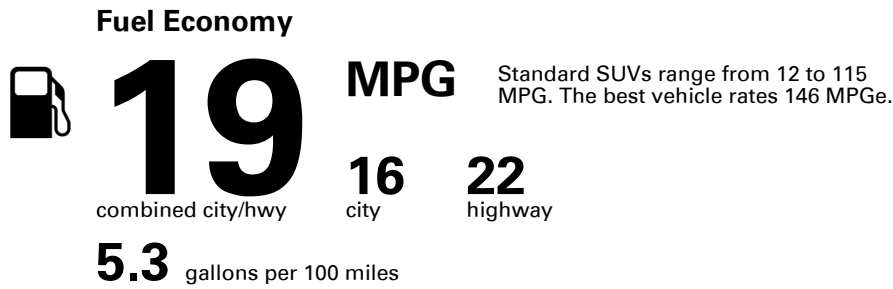 Fuel Economy
19 MPG
Standard SUVs range from 12 to 115
MPG. The best vehicle rates 146 MPGe.
combined city/hwy
16
city
22
highway
5.3 gallons per 100 miles